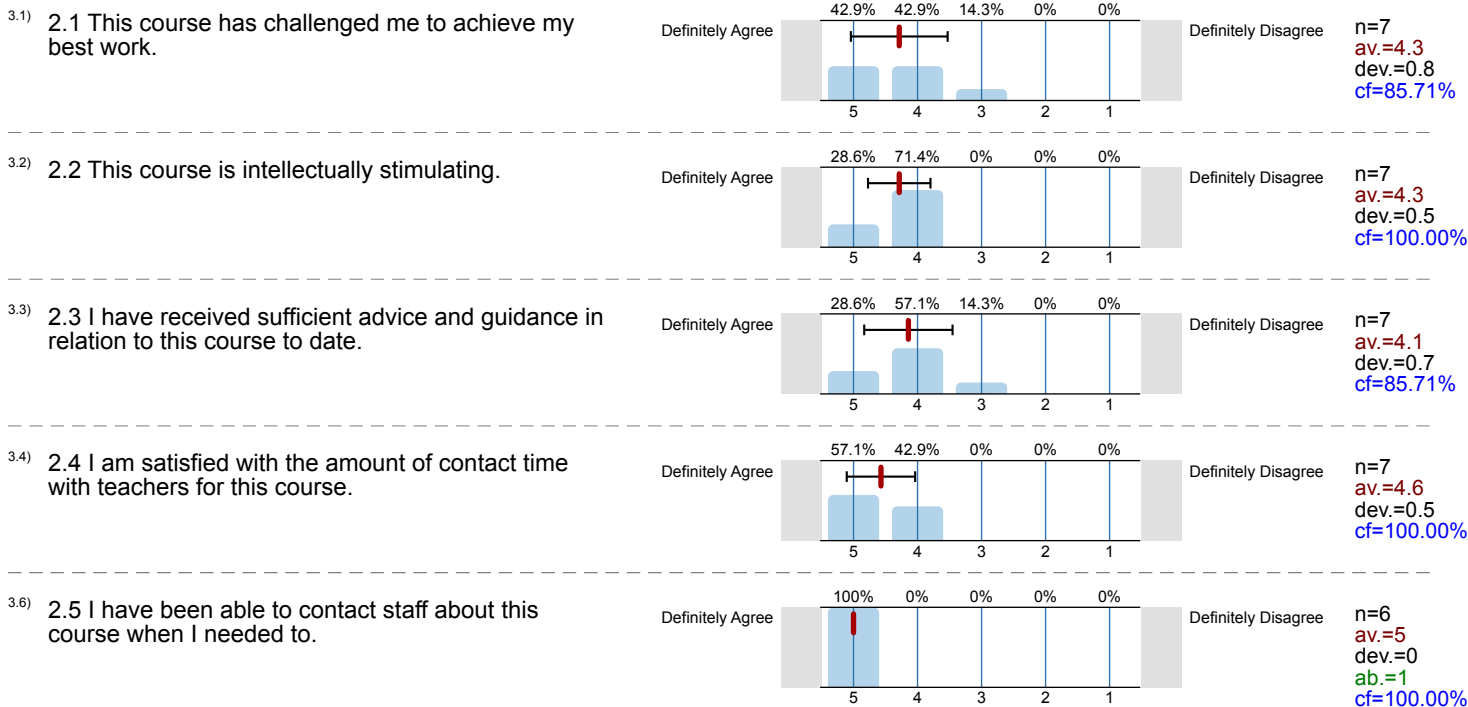 3.1) 2.1 This course has challenged me to achieve my
best work.
Definitely Agree
42.9% 42.9% 14.3% 0% 0%
5 4 3 2 1
Definitely Disagree
n=7
av.=4.3
dev.=0.8
cf=85.71%
3.2) 2.2 This course is intellectually stimulating.
Definitely Agree
28.6% 71.4% 0% 0% 0%
5 4 3 2 1
Definitely Disagree
n=7
av.=4.3
dev.=0.5
cf=100.00%
3.3) 2.3 I have received sufficient advice and guidance in
relation to this course to date.
Definitely Agree
28.6% 57.1% 14.3% 0% 0%
5 4 3 2 1
Definitely Disagree
n=7
av.=4.1
dev.=0.7
cf=85.71%
3.4) 2.4 I am satisfied with the amount of contact time
with teachers for this course.
Definitely Agree
57.1% 42.9% 0% 0% 0%
5 4 3 2 1
Definitely Disagree
n=7
av.=4.6
dev.=0.5
cf=100.00%
3.6) 2.5 I have been able to contact staff about this
course when I needed to.
Definitely Agree
100% 0% 0% 0% 0%
5 4 3 2 1
Definitely Disagree
n=6
av.=5
dev.=0
ab.=1
cf=100.00%